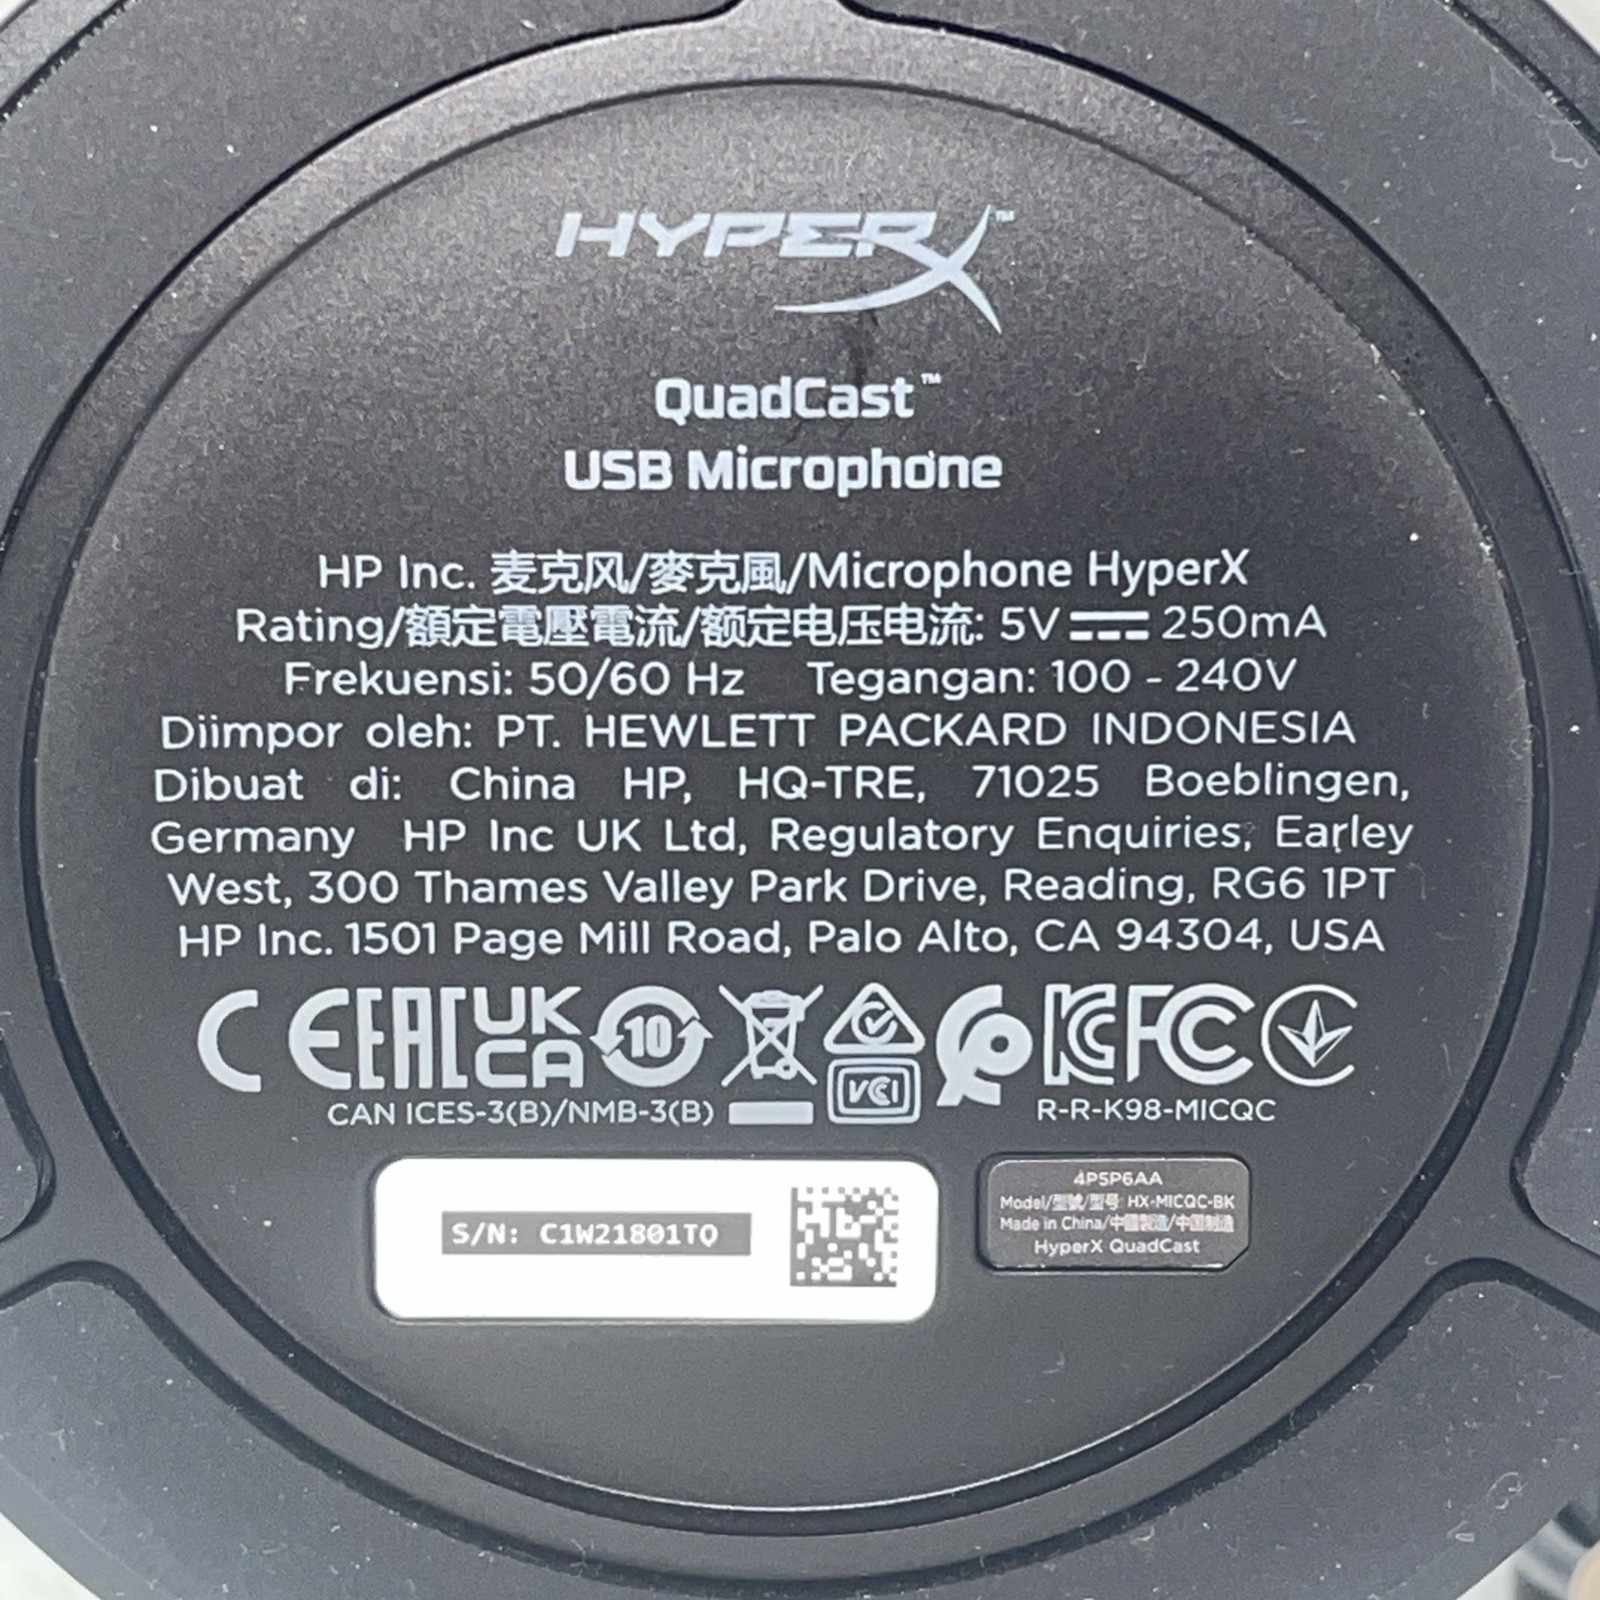 HYPERX™
QuadCast™
USB Microphone
HP Inc. 麦克风/麥克風/Microphone HyperX
Rating/額定電壓電流/额定电压电流: 5V⎓250mA
Frekuensi: 50/60 Hz Tegangan: 100 - 240V
Diimpor oleh: PT. HEWLETT PACKARD INDONESIA
Dibuat di: China HP, HQ-TRE, 71025 Boeblingen,
Germany HP Inc UK Ltd, Regulatory Enquiries, Earley
West, 300 Thames Valley Park Drive, Reading, RG6 1PT
HP Inc. 1501 Page Mill Road, Palo Alto, CA 94304, USA
CE EAC UK CA 10 VCI KC FC
CAN ICES-3(B)/NMB-3(B) R-R-K98-MICQC
S/N: C1W21801TQ
4P5P6AA
Model/型號/型号: HX-MICQC-BK
Made in China/中國製造/中国制造
HyperX QuadCast